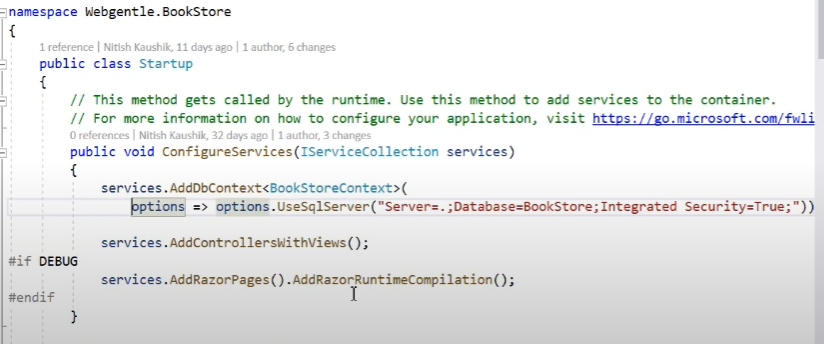 namespace Webgentle.BookStore
{
1 reference | Nitish Kaushik, 11 days ago | 1 author, 6 changes
public class Startup
{
// This method gets called by the runtime. Use this method to add services to the container.
// For more information on how to configure your application, visit https://go.microsoft.com/fwli
0 references | Nitish Kaushik, 32 days ago | 1 author, 3 changes
public void ConfigureServices(IServiceCollection services)
{
services.AddDbContext<BookStoreContext>(
options => options.UseSqlServer("Server=.;Database=BookStore;Integrated Security=True;"))
services.AddControllersWithViews();
#if DEBUG
services.AddRazorPages().AddRazorRuntimeCompilation();
#endif
}